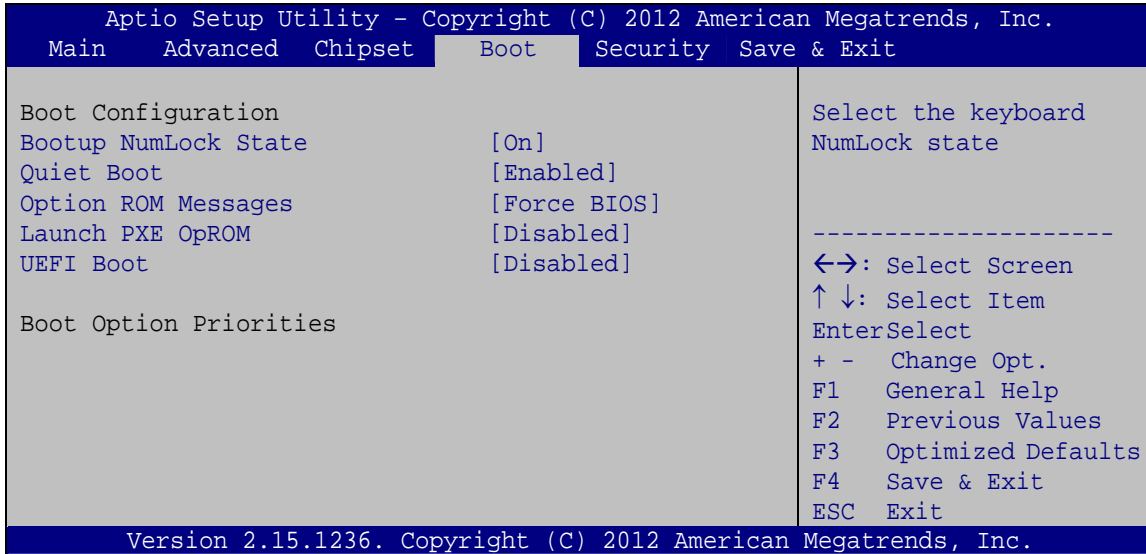 Aptio Setup Utility – Copyright (C) 2012 American Megatrends, Inc.
Main Advanced Chipset Boot Security Save & Exit
Boot Configuration
Bootup NumLock State [On]
Quiet Boot [Enabled]
Option ROM Messages [Force BIOS]
Launch PXE OpROM [Disabled]
UEFI Boot [Disabled]
Boot Option Priorities
Select the keyboard
NumLock state
---------------------
←→: Select Screen
↑ ↓: Select Item
EnterSelect
+ - Change Opt.
F1 General Help
F2 Previous Values
F3 Optimized Defaults
F4 Save & Exit
ESC Exit
Version 2.15.1236. Copyright (C) 2012 American Megatrends, Inc.